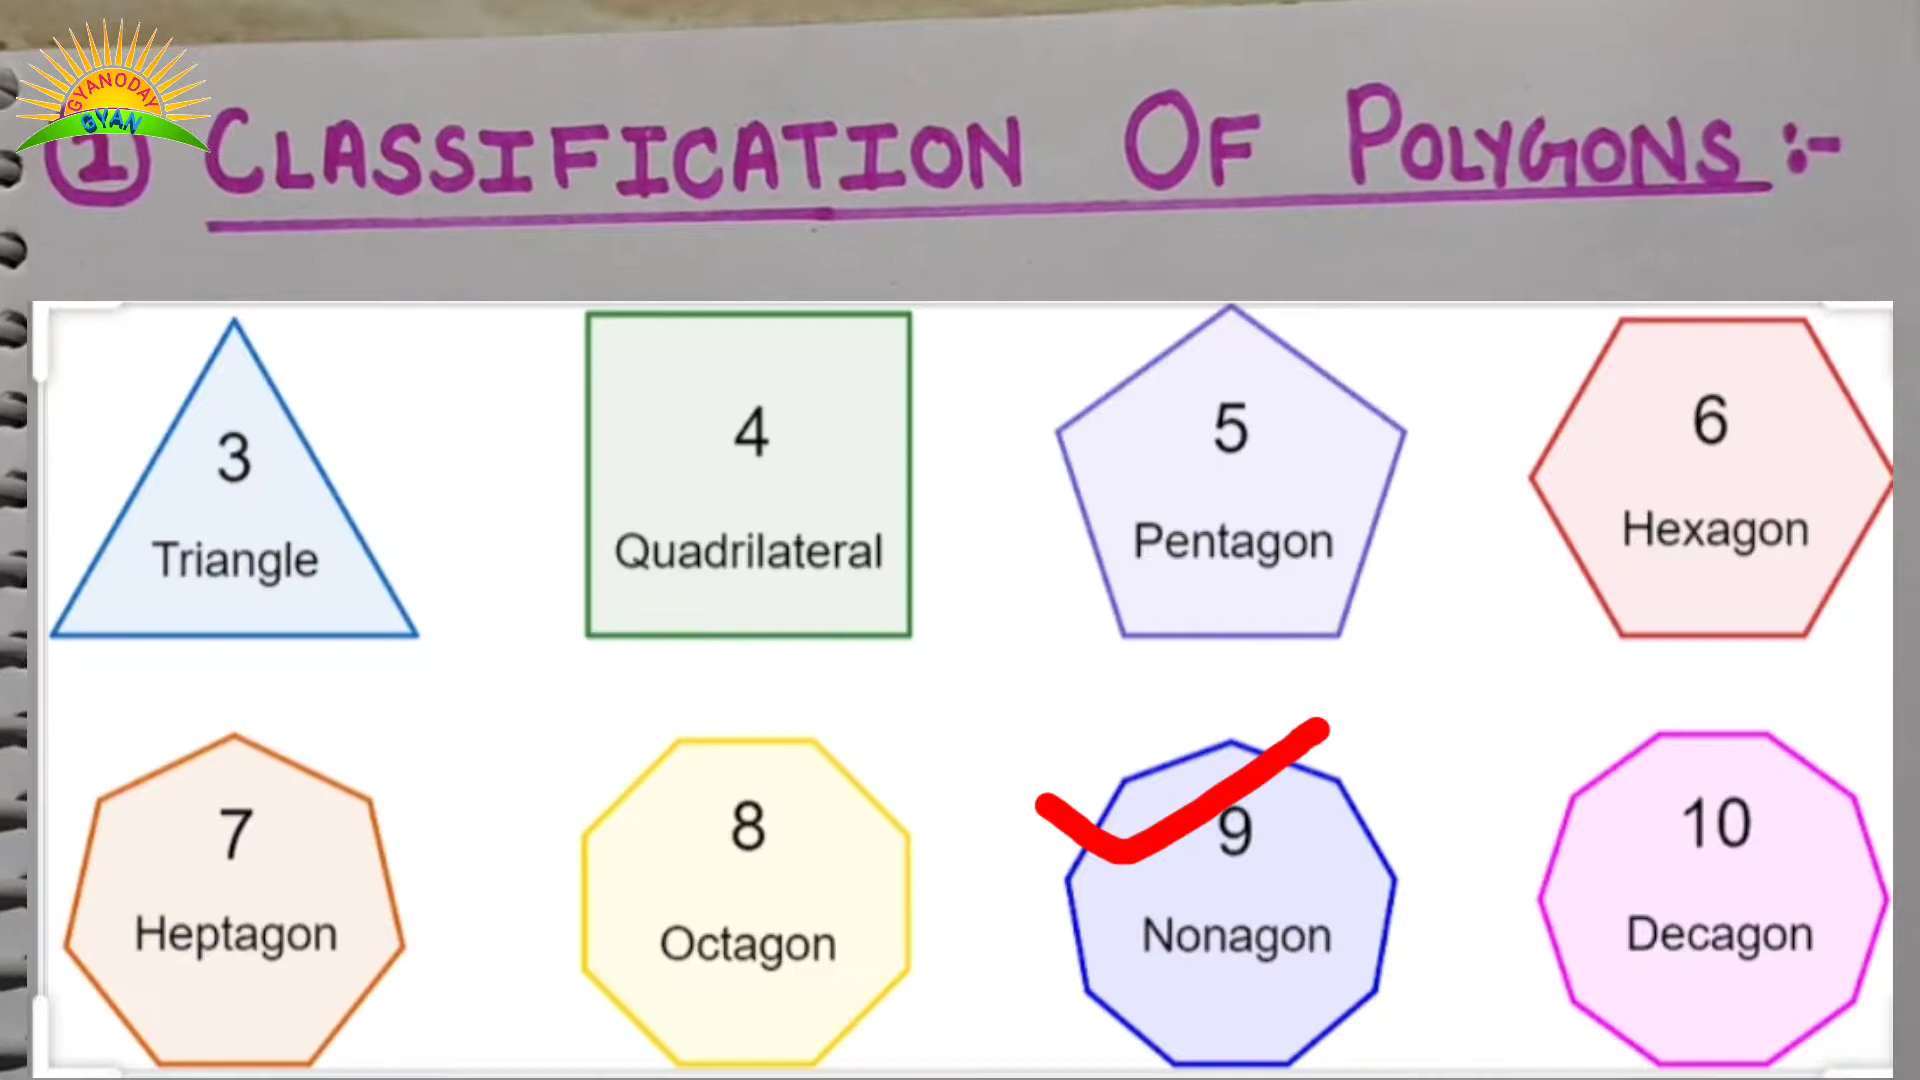 GYANODAY
GYAN
1 CLASSIFICATION OF POLYGONS :-
3
4
5
6
Triangle
Quadrilateral
Pentagon
Hexagon
7
8
9
10
Heptagon
Octagon
Nonagon
Decagon